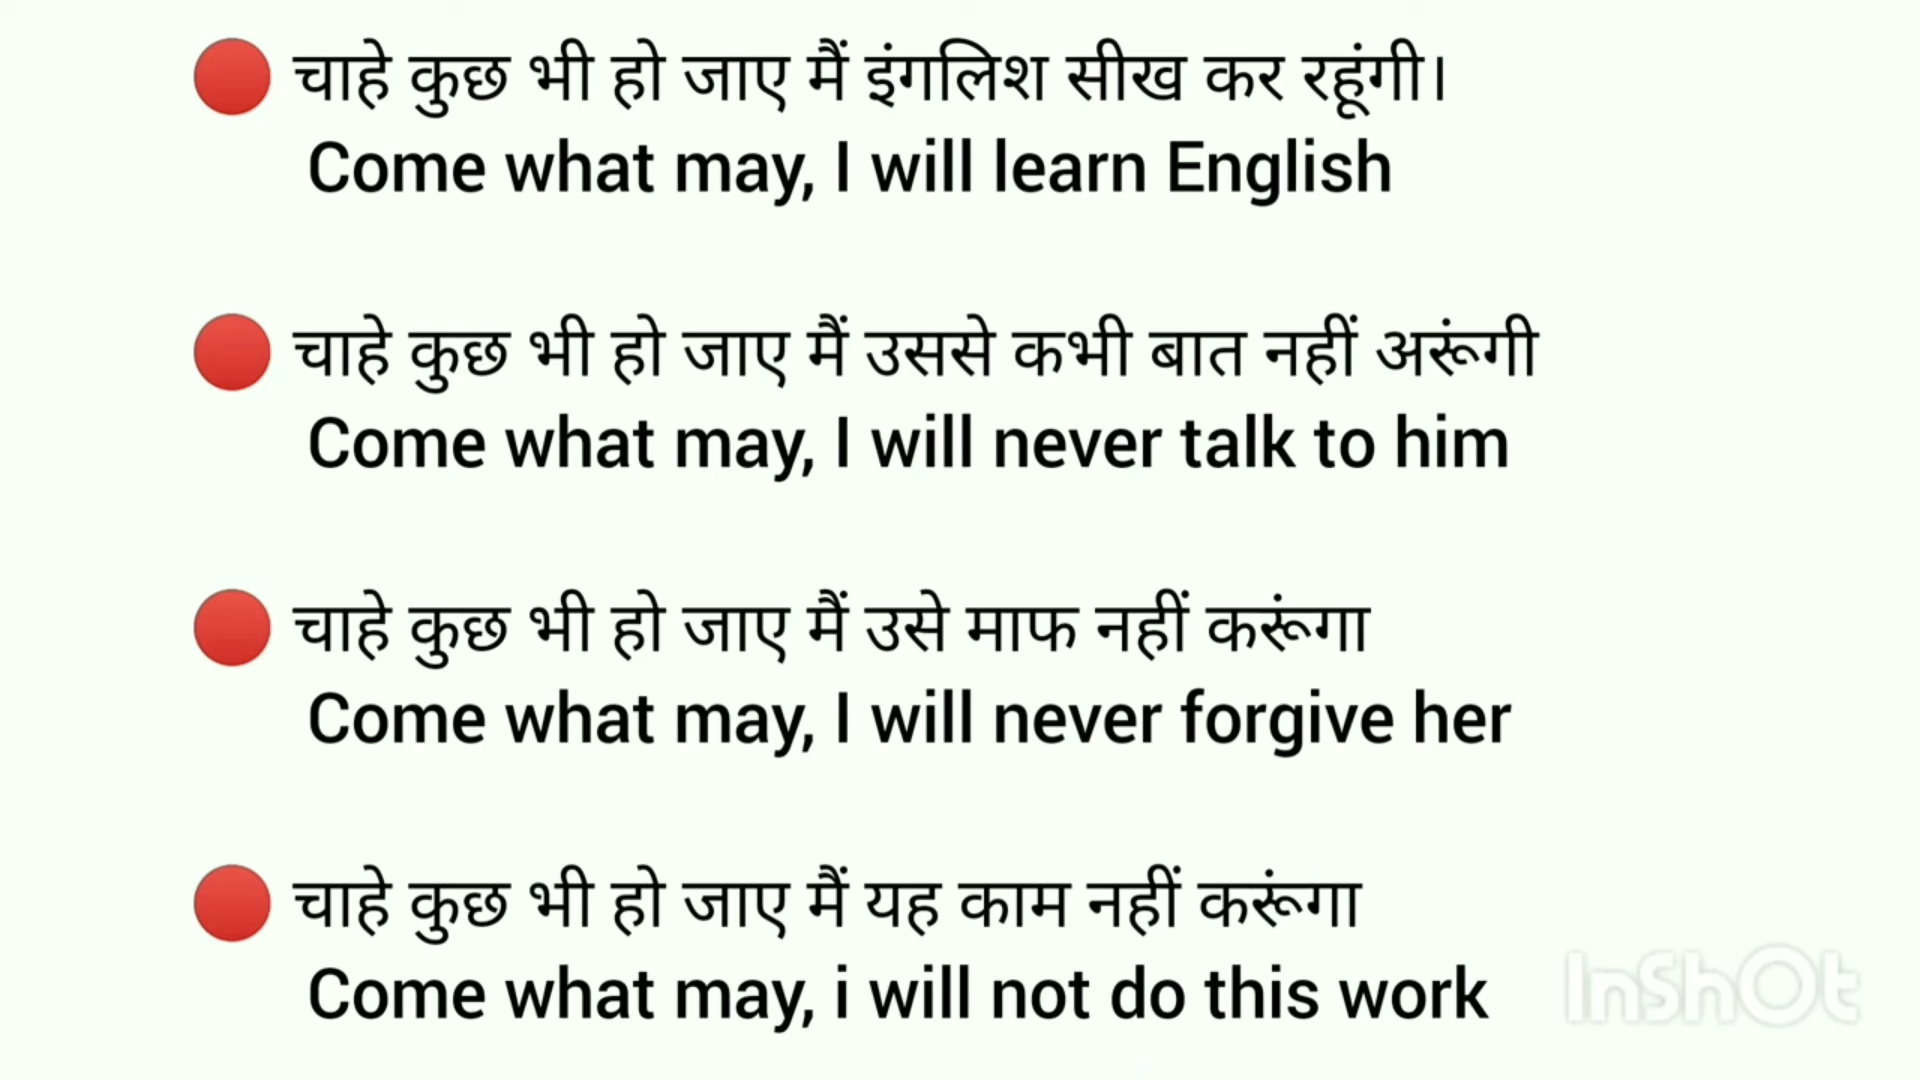 चाहे कुछ भी हो जाए मैं इंगलिश सीख कर रहूंगी।
Come what may, I will learn English
चाहे कुछ भी हो जाए मैं उससे कभी बात नहीं अरूंगी
Come what may, I will never talk to him
चाहे कुछ भी हो जाए मैं उसे माफ नहीं करूंगा
Come what may, I will never forgive her
चाहे कुछ भी हो जाए मैं यह काम नहीं करूंगा
Come what may, i will not do this work
InShOt